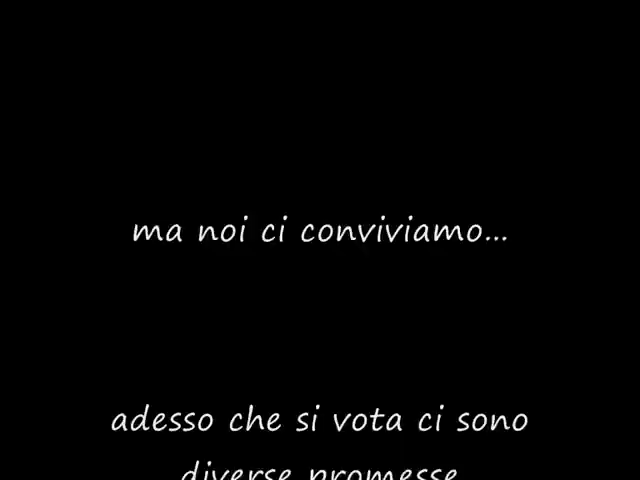 ma noi ci conviviamo...
adesso che si vota ci sono
diverse promesse